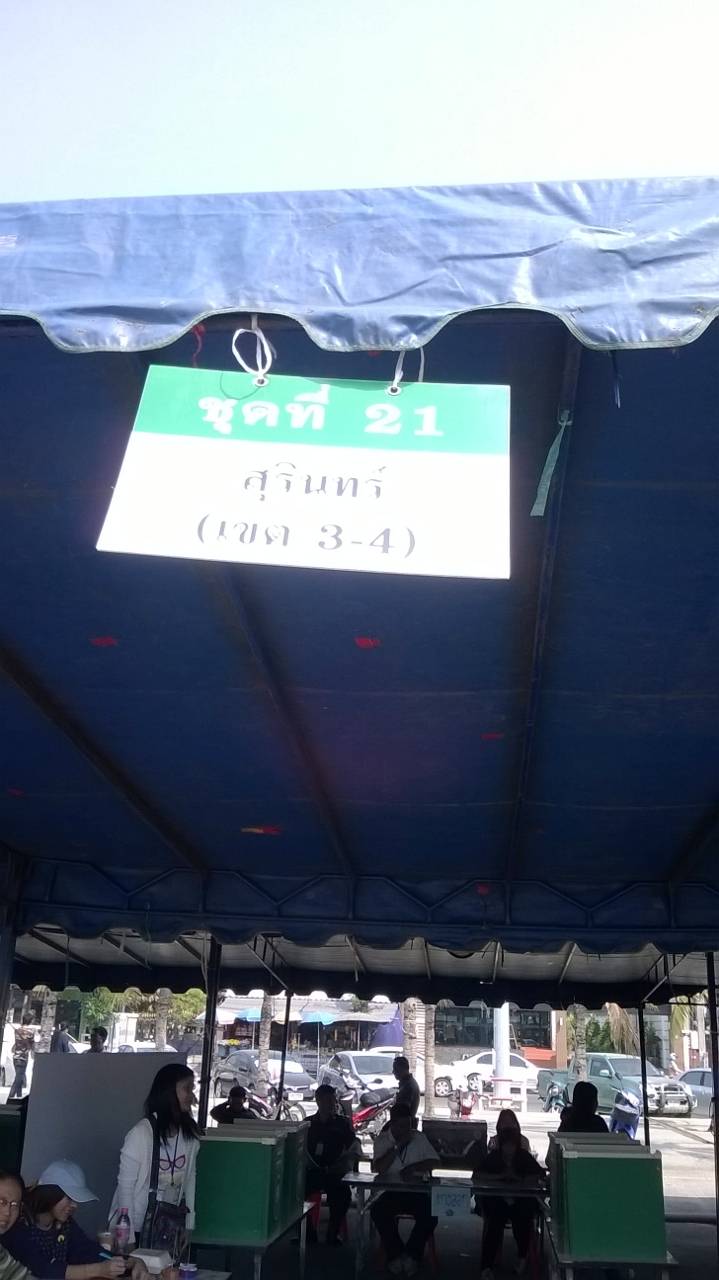 ชุดที่ 21
สุรินทร์
(เขต 3-4)